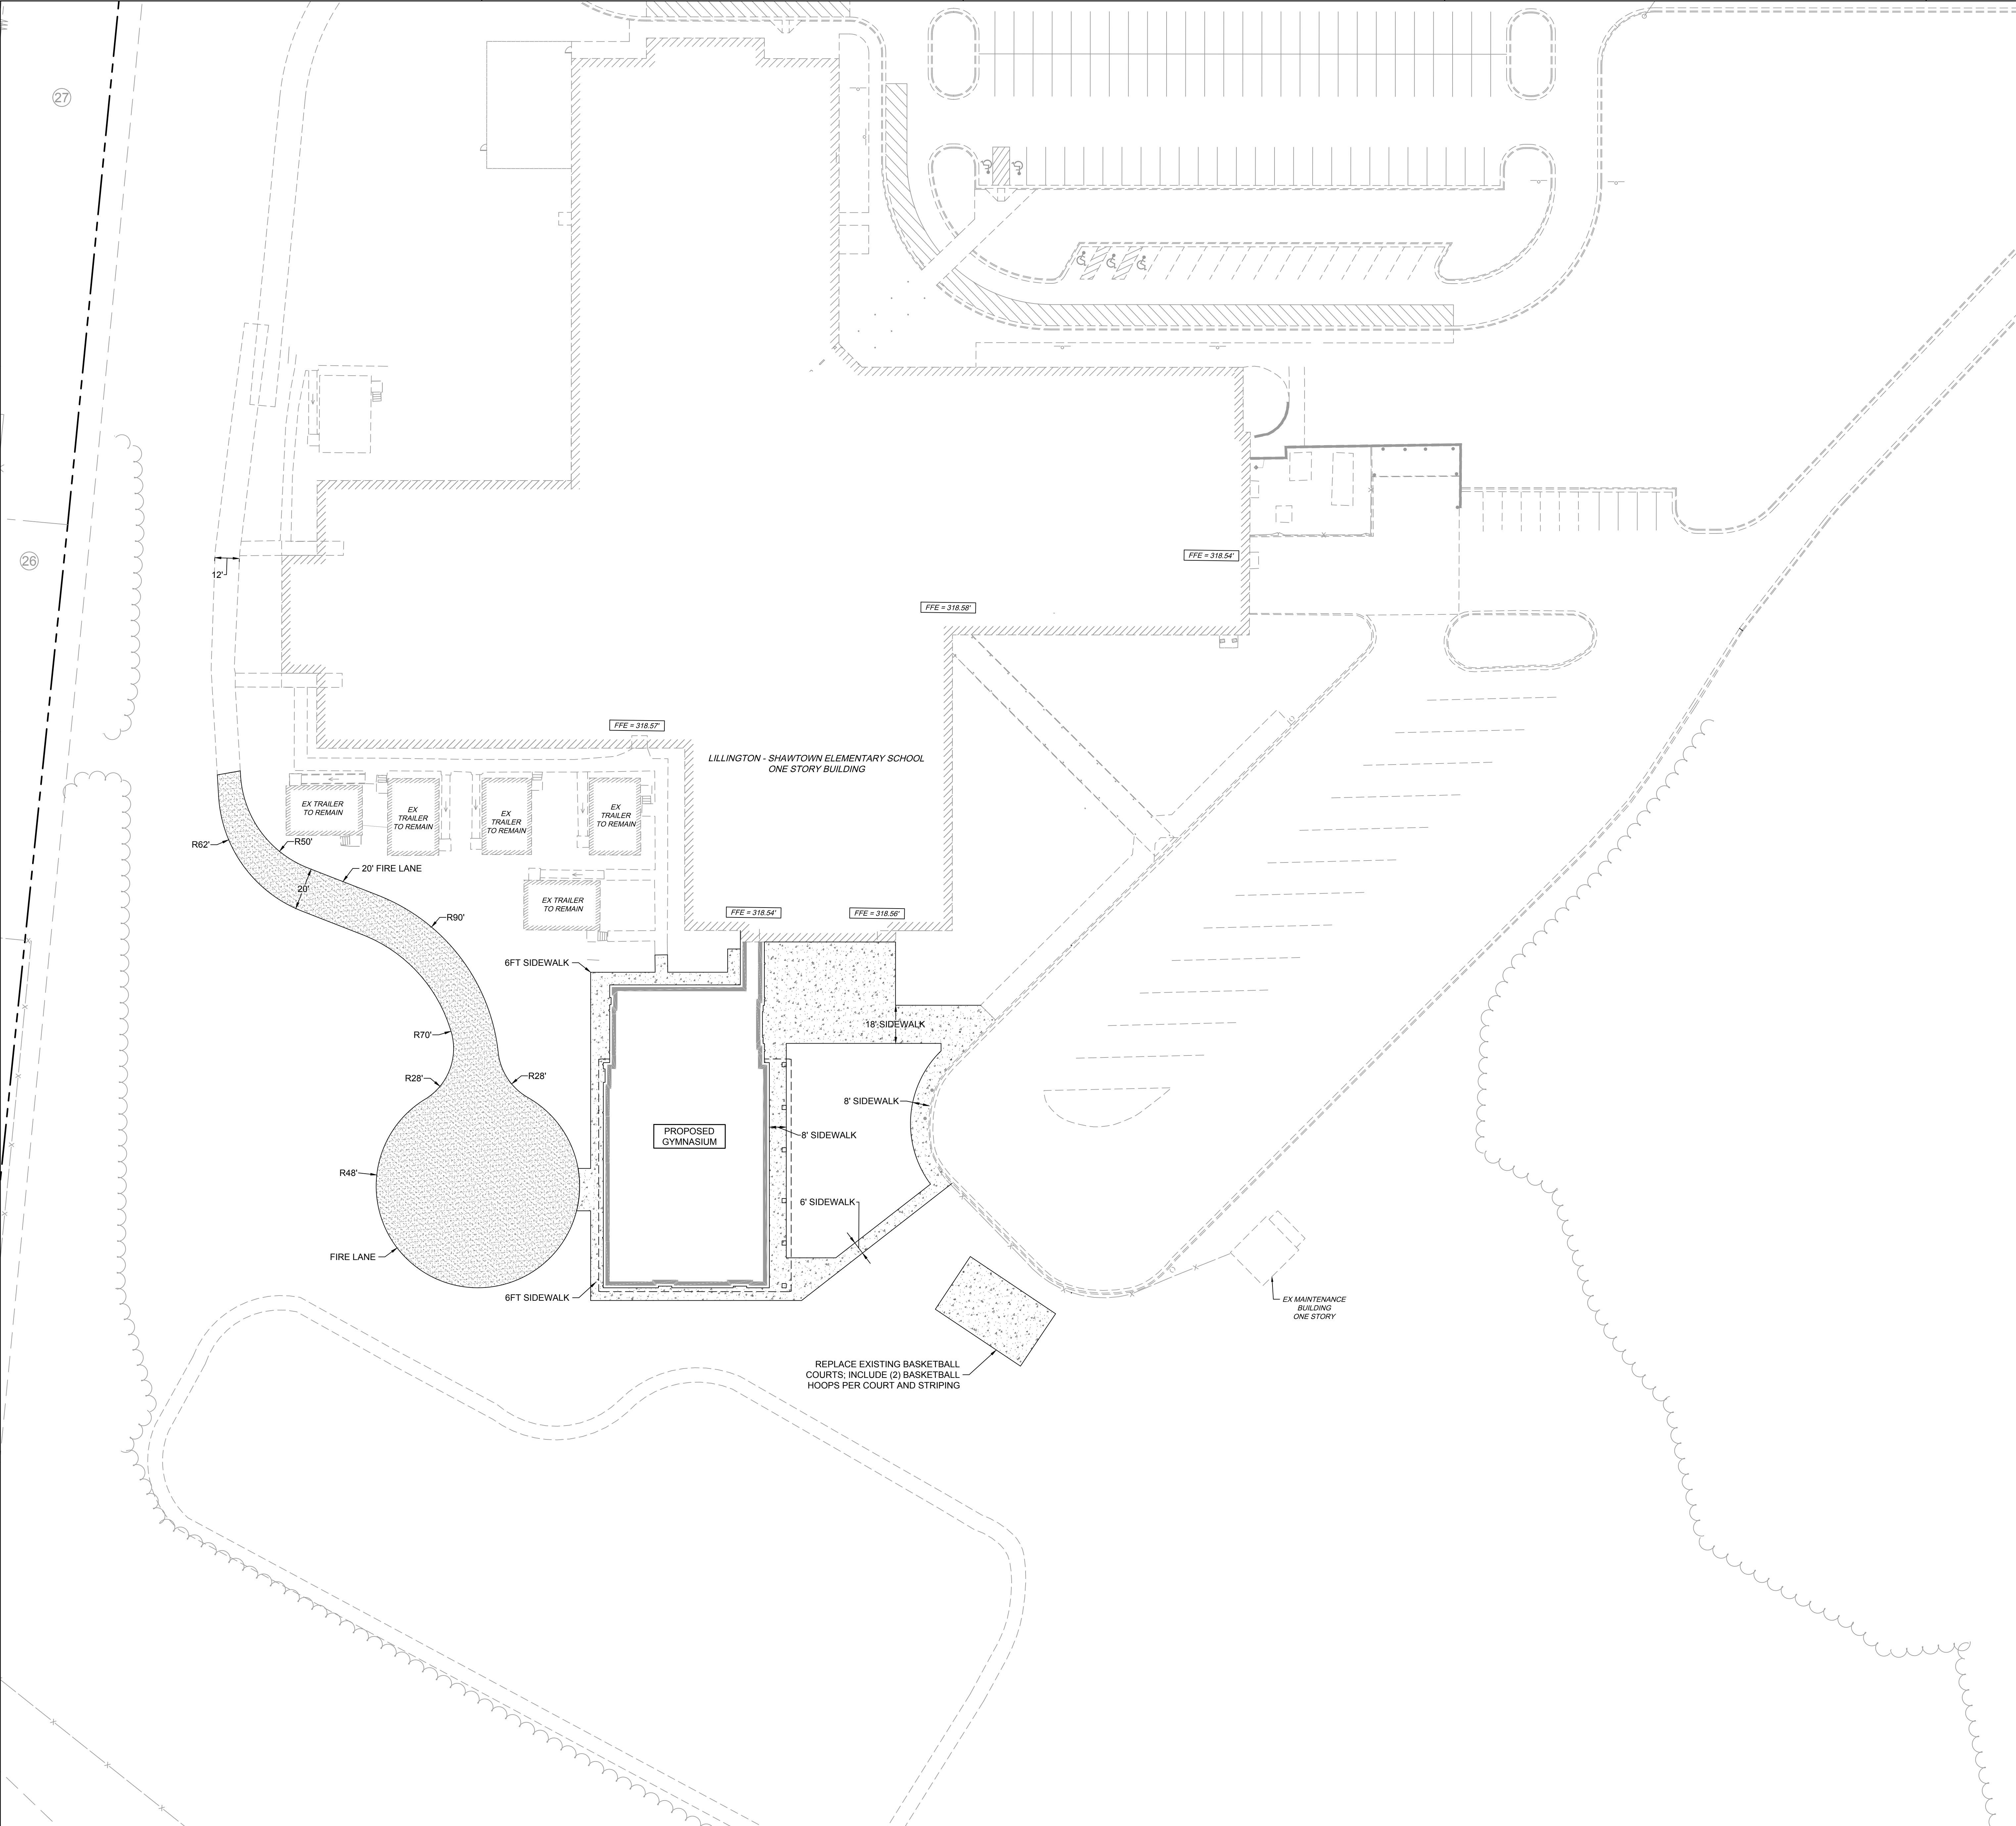 27
26
12'
FFE = 318.54'
FFE = 318.58'
FFE = 318.57'
LILLINGTON - SHAWTOWN ELEMENTARY SCHOOL
ONE STORY BUILDING
EX TRAILER
TO REMAIN
EX
TRAILER
TO REMAIN
EX
TRAILER
TO REMAIN
EX
TRAILER
TO REMAIN
R62'
R50'
20' FIRE LANE
20'
EX TRAILER
TO REMAIN
R90'
FFE = 318.54'
FFE = 318.56'
6FT SIDEWALK
18' SIDEWALK
R70'
R28'
R28'
8' SIDEWALK
PROPOSED
GYMNASIUM
8' SIDEWALK
R48'
6' SIDEWALK
FIRE LANE
6FT SIDEWALK
EX MAINTENANCE
BUILDING
ONE STORY
REPLACE EXISTING BASKETBALL
COURTS; INCLUDE (2) BASKETBALL
HOOPS PER COURT AND STRIPING